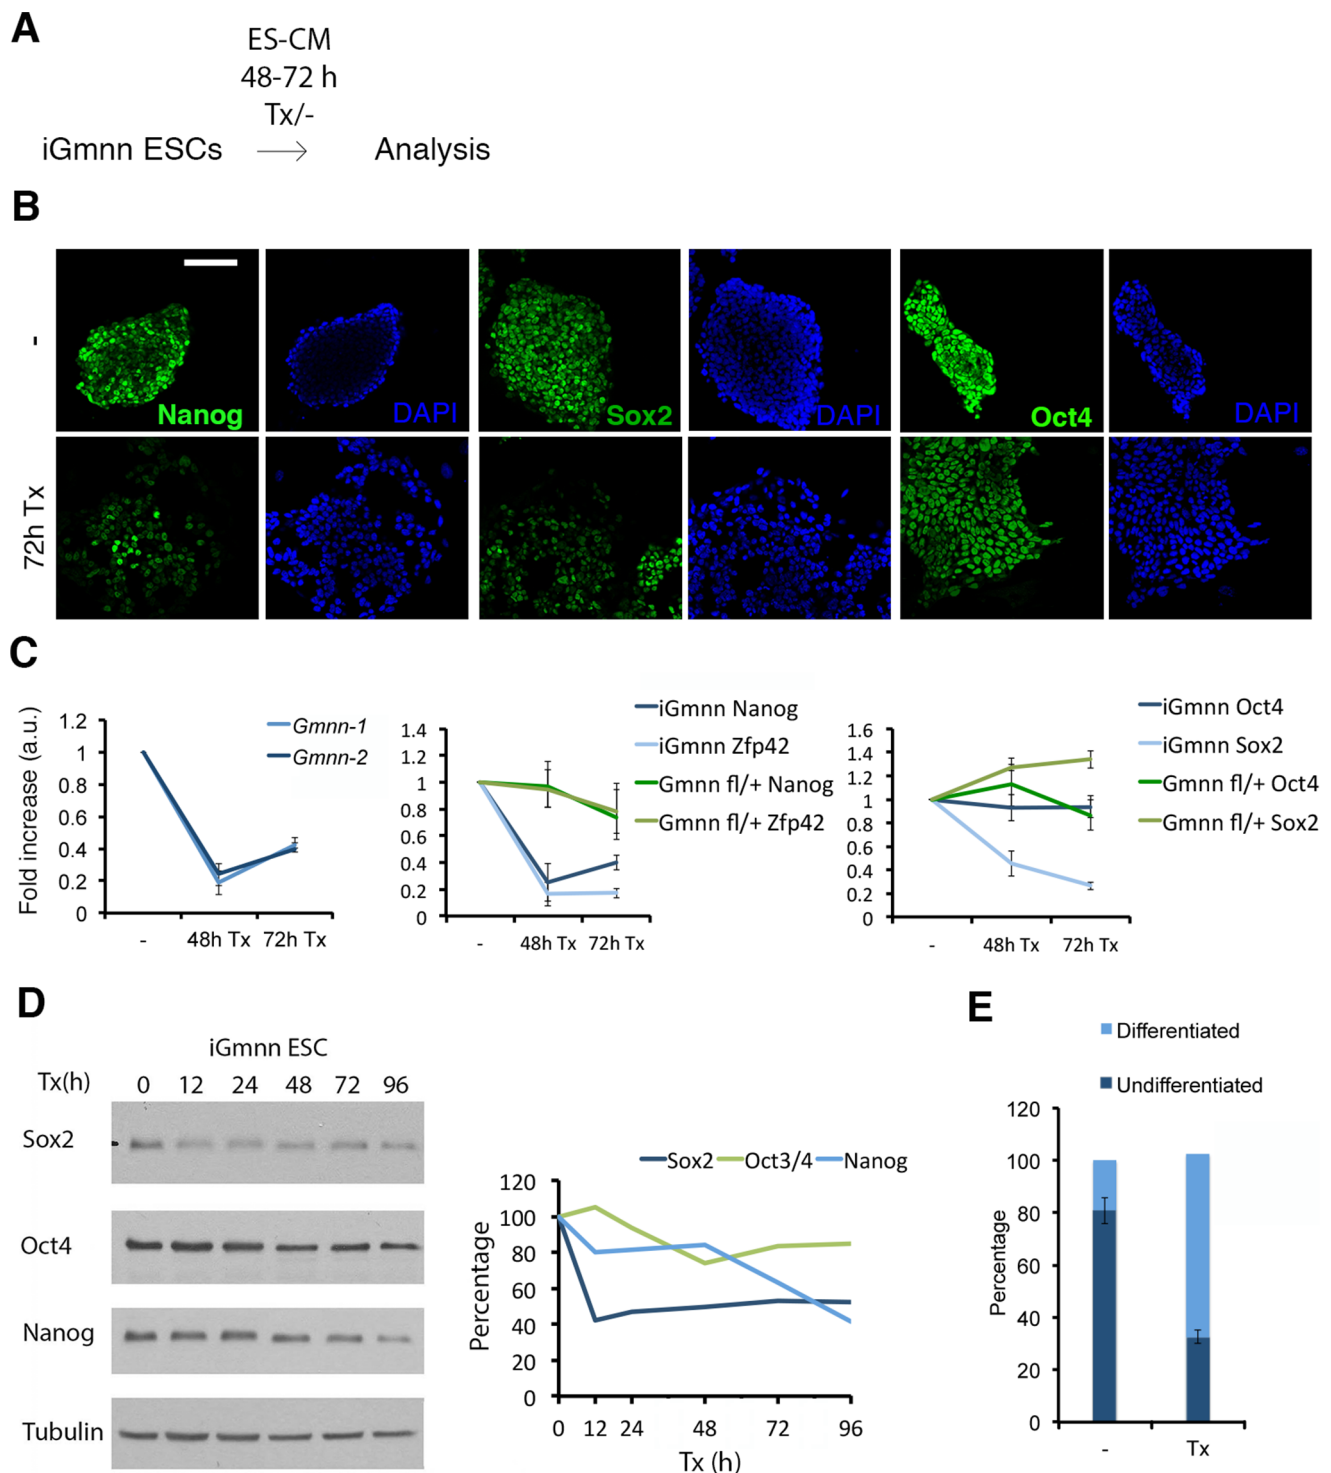 A
ES-CM
48-72 h
Tx/-
iGmnn ESCs
Analysis
B
-
Nanog
DAPI
Sox2
DAPI
Oct4
DAPI
72h Tx
C
Fold increase (a.u.)
1.2
1
0.8
0.6
0.4
0.2
0
-
48h Tx
72h Tx
Gmnn-1
Gmnn-2
1.4
1.2
1
0.8
0.6
0.4
0.2
0
-
48h Tx
72h Tx
iGmnn Nanog
iGmnn Zfp42
Gmnn fl/+ Nanog
Gmnn fl/+ Zfp42
1.6
1.4
1.2
1
0.8
0.6
0.4
0.2
0
-
48h Tx
72h Tx
iGmnn Oct4
iGmnn Sox2
Gmnn fl/+ Oct4
Gmnn fl/+ Sox2
D
iGmnn ESC
Tx(h) 0 12 24 48 72 96
Sox2
Oct4
Nanog
Tubulin
Sox2 Oct3/4 Nanog
Percentage
120
100
80
60
40
20
0
0 12 24 48 72 96
Tx (h)
E
Differentiated
Undifferentiated
Percentage
120
100
80
60
40
20
0
-
Tx